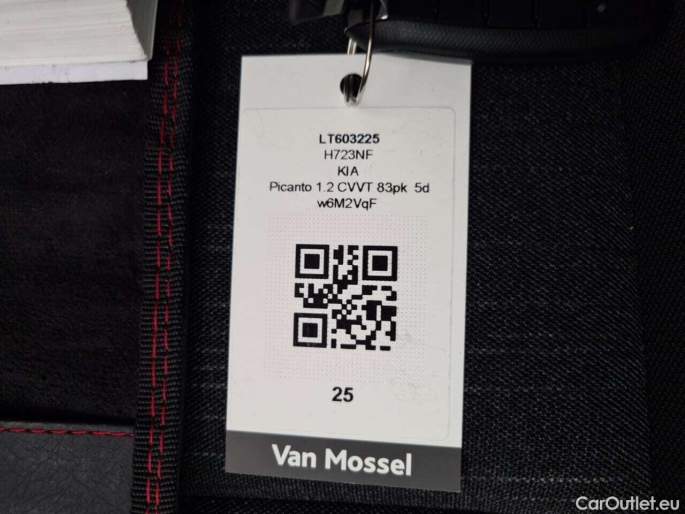 LT603225
H723NF
KIA
Picanto 1.2 CVVT 83pk 5d
w6M2VqF
25
Van Mossel
CarOutlet.eu